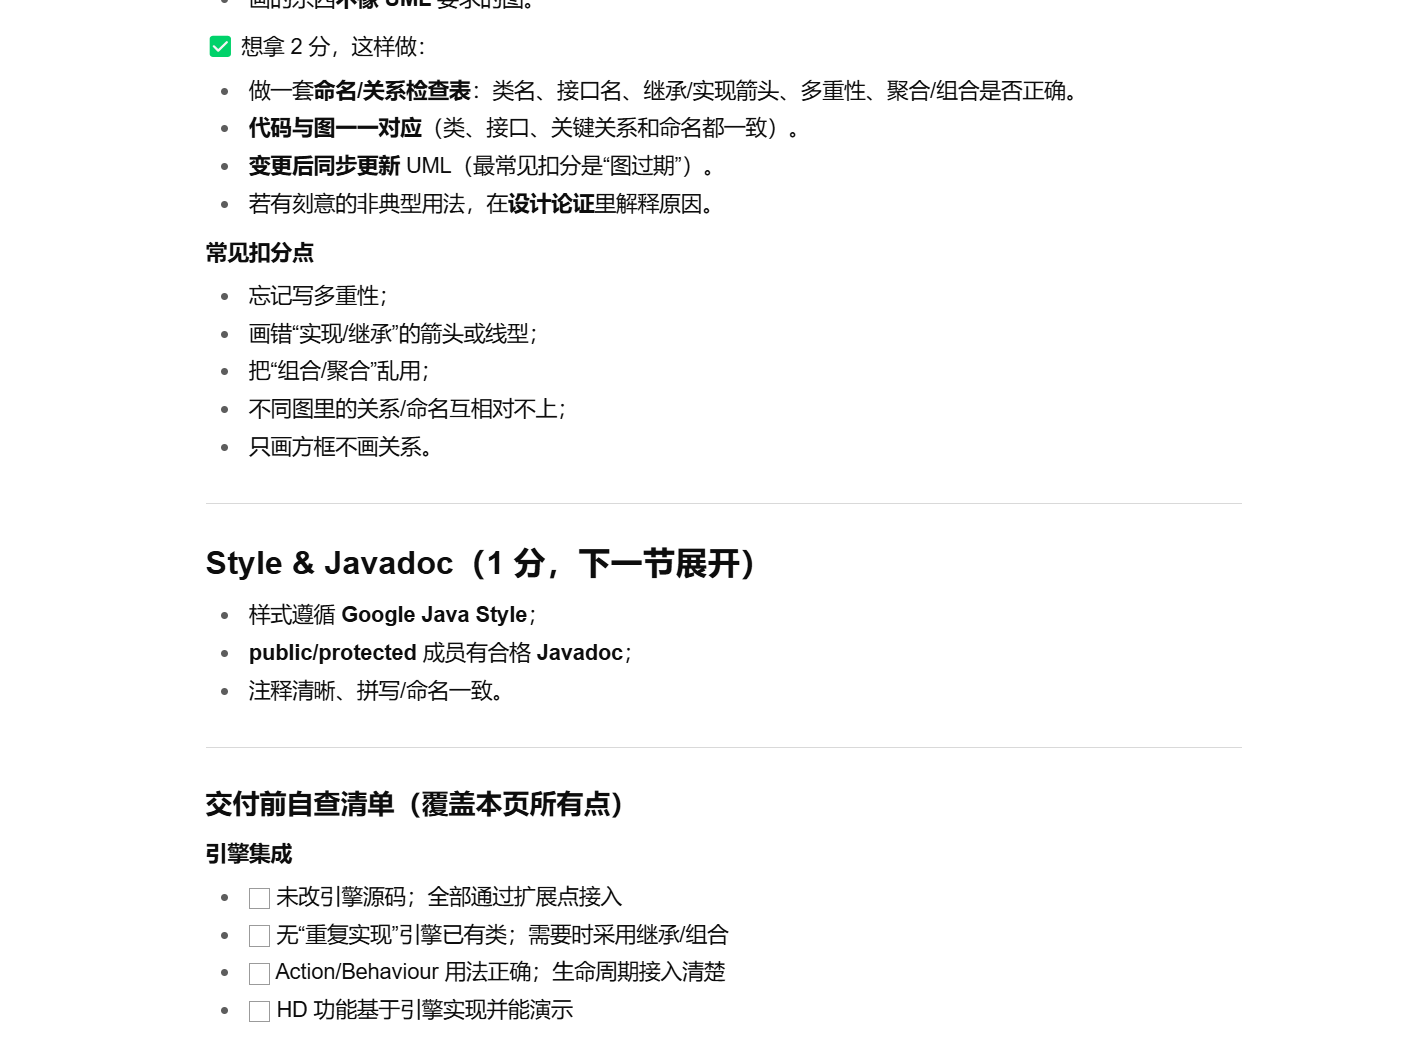 画的东西不像 UML 要求的图。
想拿 2 分，这样做：
做一套命名/关系检查表：类名、接口名、继承/实现箭头、多重性、聚合/组合是否正确。
代码与图一一对应（类、接口、关键关系和命名都一致）。
变更后同步更新 UML（最常见扣分是“图过期”）。
若有刻意的非典型用法，在设计论证里解释原因。
常见扣分点
忘记写多重性；
画错“实现/继承”的箭头或线型；
把“组合/聚合”乱用；
不同图里的关系/命名互相对不上；
只画方框不画关系。
Style & Javadoc（1 分，下一节展开）
样式遵循 Google Java Style；
public/protected 成员有合格 Javadoc；
注释清晰、拼写/命名一致。
交付前自查清单（覆盖本页所有点）
引擎集成
未改引擎源码；全部通过扩展点接入
无“重复实现”引擎已有类；需要时采用继承/组合
Action/Behaviour 用法正确；生命周期接入清楚
HD 功能基于引擎实现并能演示